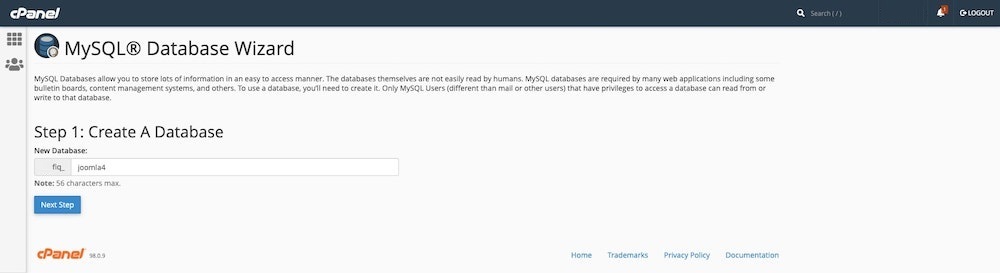 cPanel
Search ( / )
1
LOGOUT
MySQL® Database Wizard
MySQL Databases allow you to store lots of information in an easy to access manner. The databases themselves are not easily read by humans. MySQL databases are required by many web applications including some
bulletin boards, content management systems, and others. To use a database, you'll need to create it. Only MySQL Users (different than mail or other users) that have privileges to access a database can read from or
write to that database.
Step 1: Create A Database
New Database:
flq_ joomla4
Note: 56 characters max.
Next Step
cPanel 98.0.9 Home Trademarks Privacy Policy Documentation